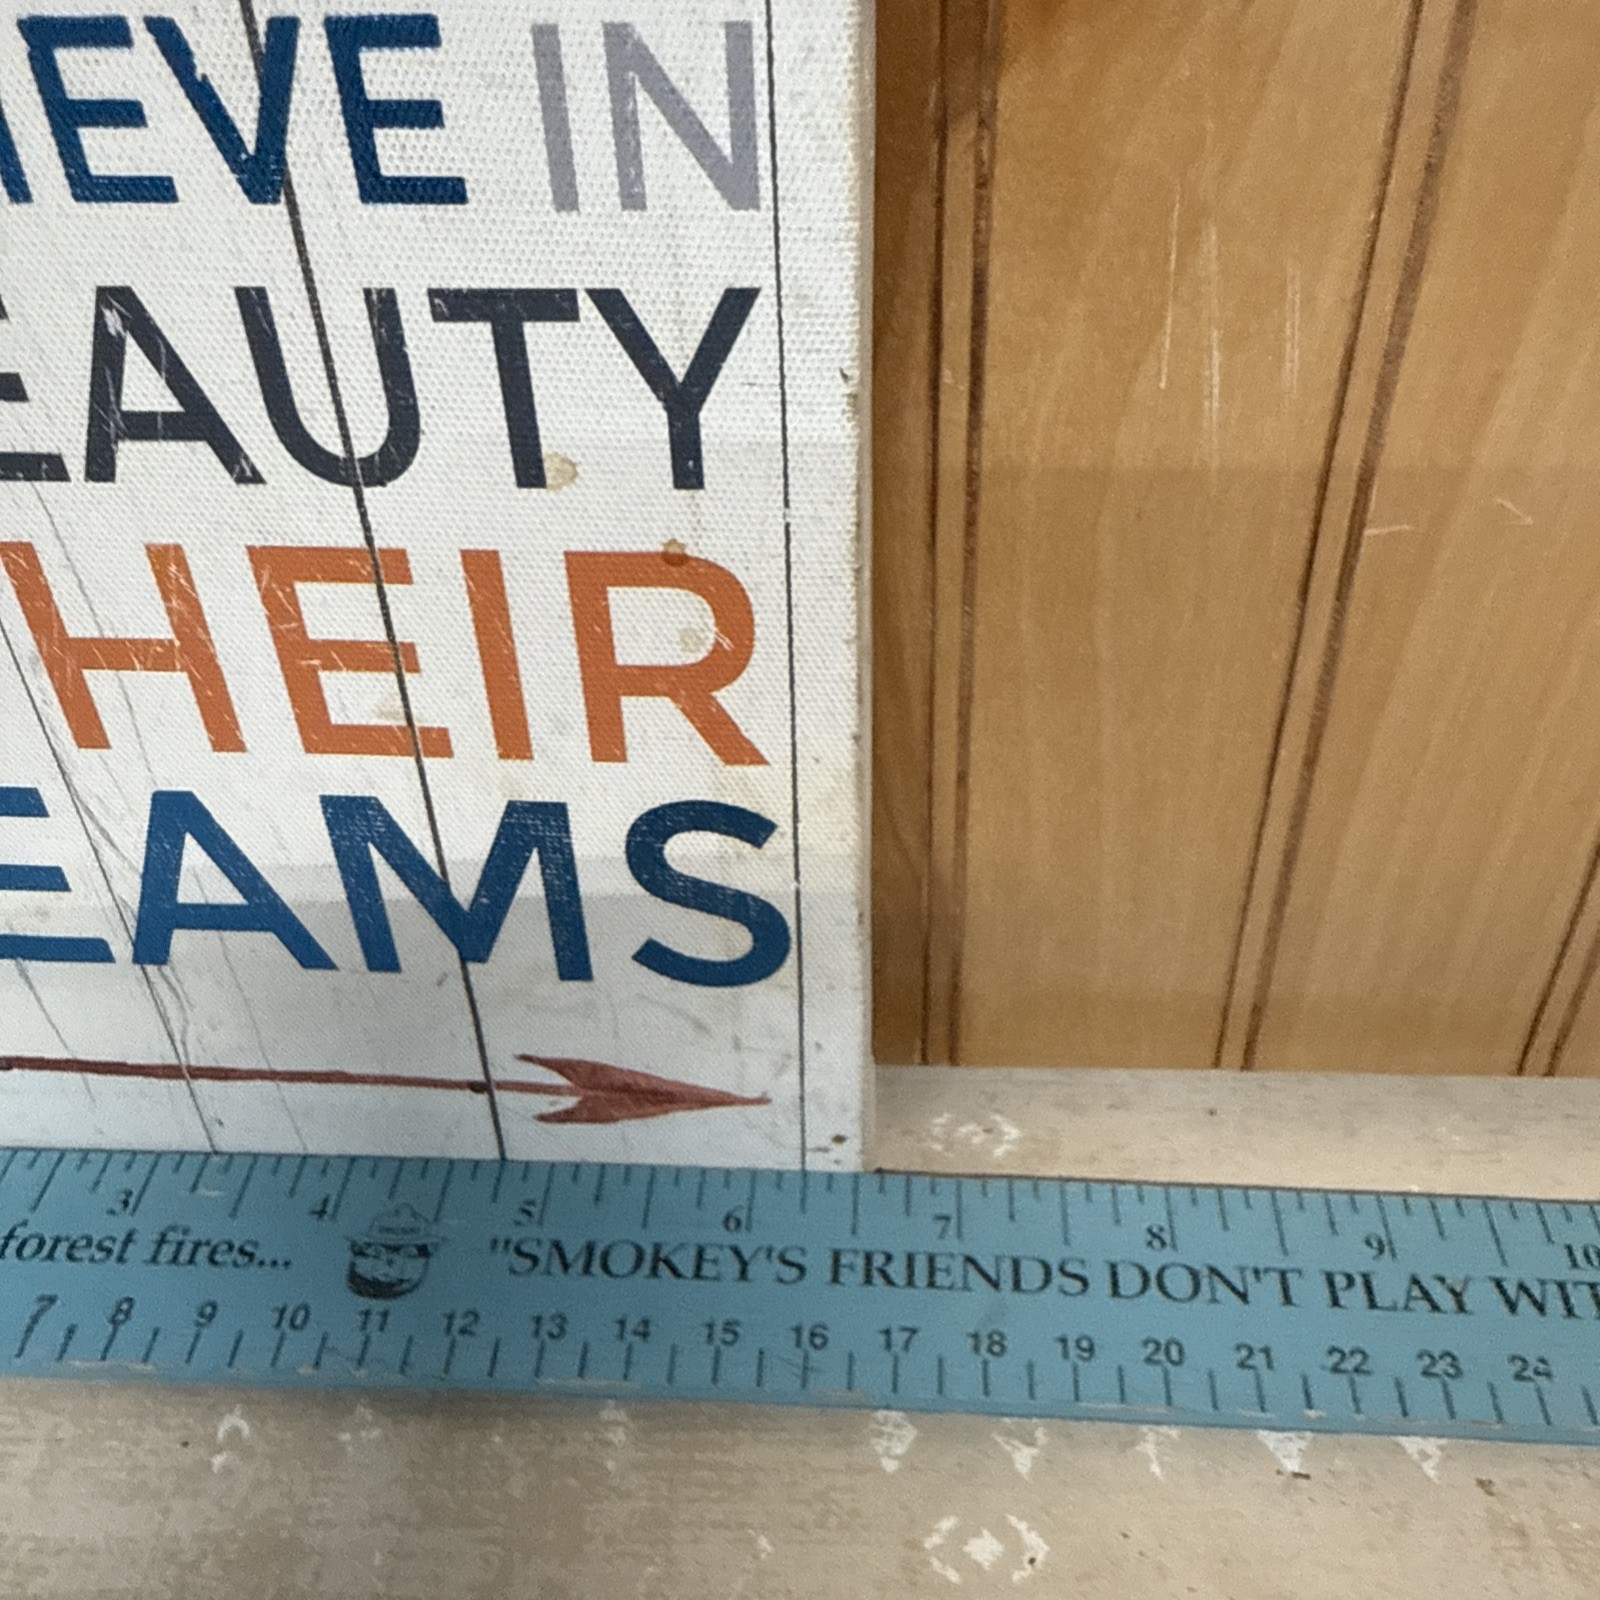 IEVE IN
EAUTY
HEIR
EAMS
3 4 5 6 7 8 9 10
forest fires... "SMOKEY'S FRIENDS DON'T PLAY WIT
7 8 9 10 11 12 13 14 15 16 17 18 19 20 21 22 23 24